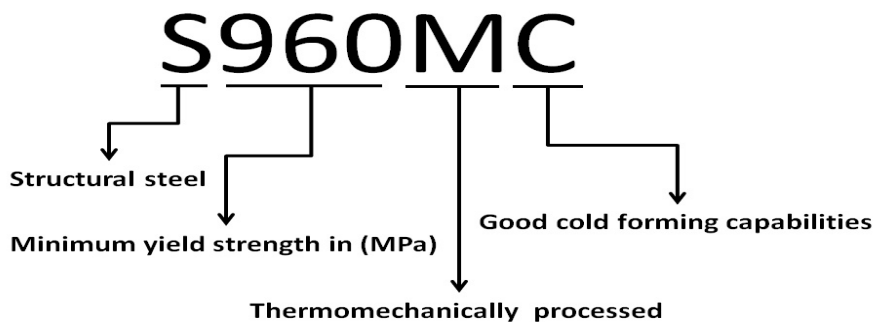 S960MC
Structural steel
Good cold forming capabilities
Minimum yield strength in (MPa)
Thermomechanically processed